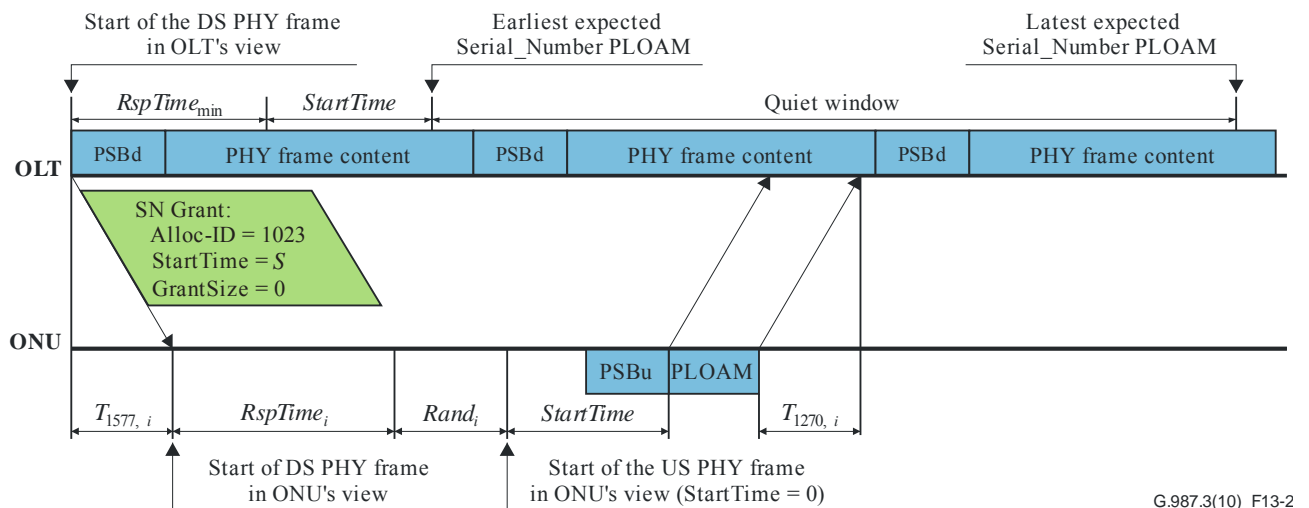 Start of the DS PHY frame
in OLT's view
Earliest expected
Serial_Number PLOAM
Latest expected
Serial_Number PLOAM
RspTimemin
StartTime
Quiet window
PSBd
PHY frame content
PSBd
PHY frame content
PSBd
PHY frame content
OLT
SN Grant:
Alloc-ID = 1023
StartTime = S
GrantSize = 0
ONU
PSBu
PLOAM
T1577, i
RspTimei
Randi
StartTime
T1270, i
Start of DS PHY frame
in ONU's view
Start of the US PHY frame
in ONU's view (StartTime = 0)
G.987.3(10)_F13-2